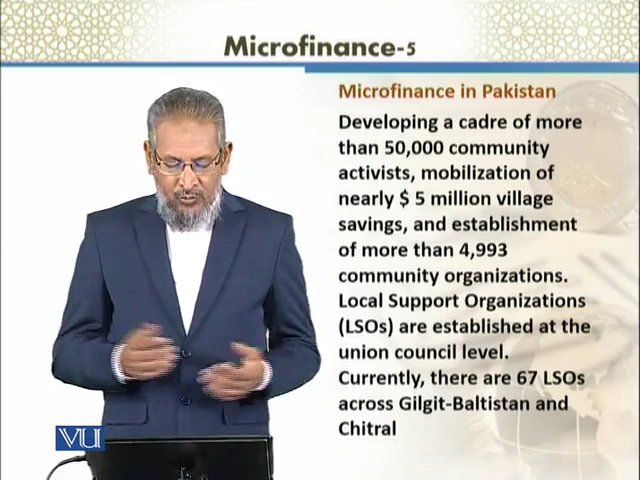 Microfinance-5
Microfinance in Pakistan
Developing a cadre of more
than 50,000 community
activists, mobilization of
nearly $ 5 million village
savings, and establishment
of more than 4,993
community organizations.
Local Support Organizations
(LSOs) are established at the
union council level.
Currently, there are 67 LSOs
across Gilgit-Baltistan and
Chitral
VU